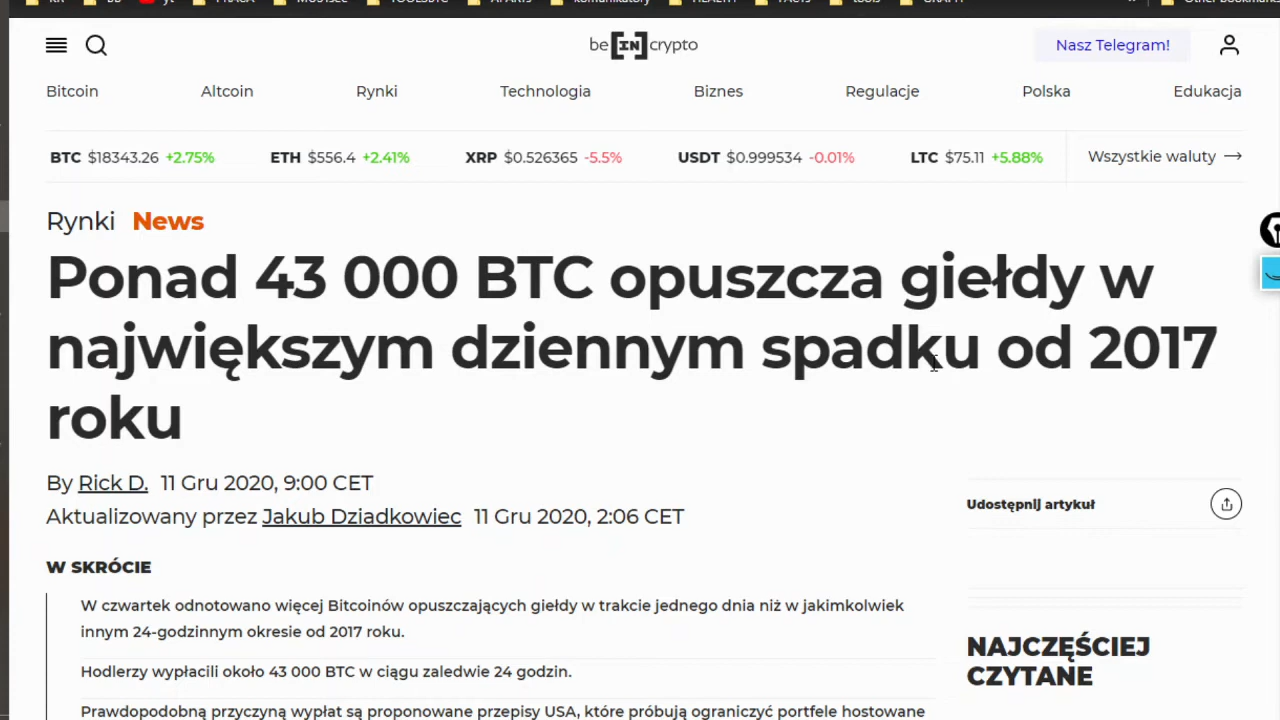 be [IN] crypto
Nasz Telegram!
Bitcoin Altcoin Rynki Technologia Biznes Regulacje Polska Edukacja
BTC $18343.26 +2.75% ETH $556.4 +2.41% XRP $0.526365 -5.5% USDT $0.999534 -0.01% LTC $75.11 +5.88% Wszystkie waluty →
Rynki News
Ponad 43 000 BTC opuszcza giełdy w
największym dziennym spadku od 2017
roku
By Rick D. 11 Gru 2020, 9:00 CET
Aktualizowany przez Jakub Dziadkowiec 11 Gru 2020, 2:06 CET
Udostępnij artykuł
W SKRÓCIE
W czwartek odnotowano więcej Bitcoinów opuszczających giełdy w trakcie jednego dnia niż w jakimkolwiek
innym 24-godzinnym okresie od 2017 roku.
Hodlerzy wypłacili około 43 000 BTC w ciągu zaledwie 24 godzin.
Prawdopodobną przyczyną wypłat są proponowane przepisy USA, które próbują ograniczyć portfele hostowane
NAJCZĘŚCIEJ
CZYTANE